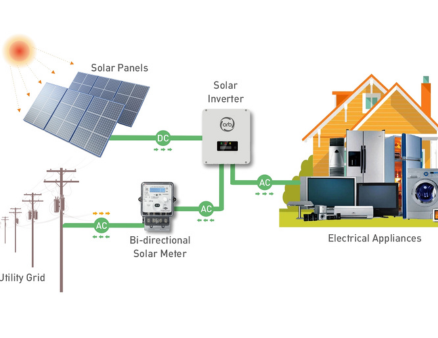 Solar Panels
Solar
Inverter
DC
AC
AC
AC
Bi-directional
Solar Meter
Electrical Appliances
Utility Grid